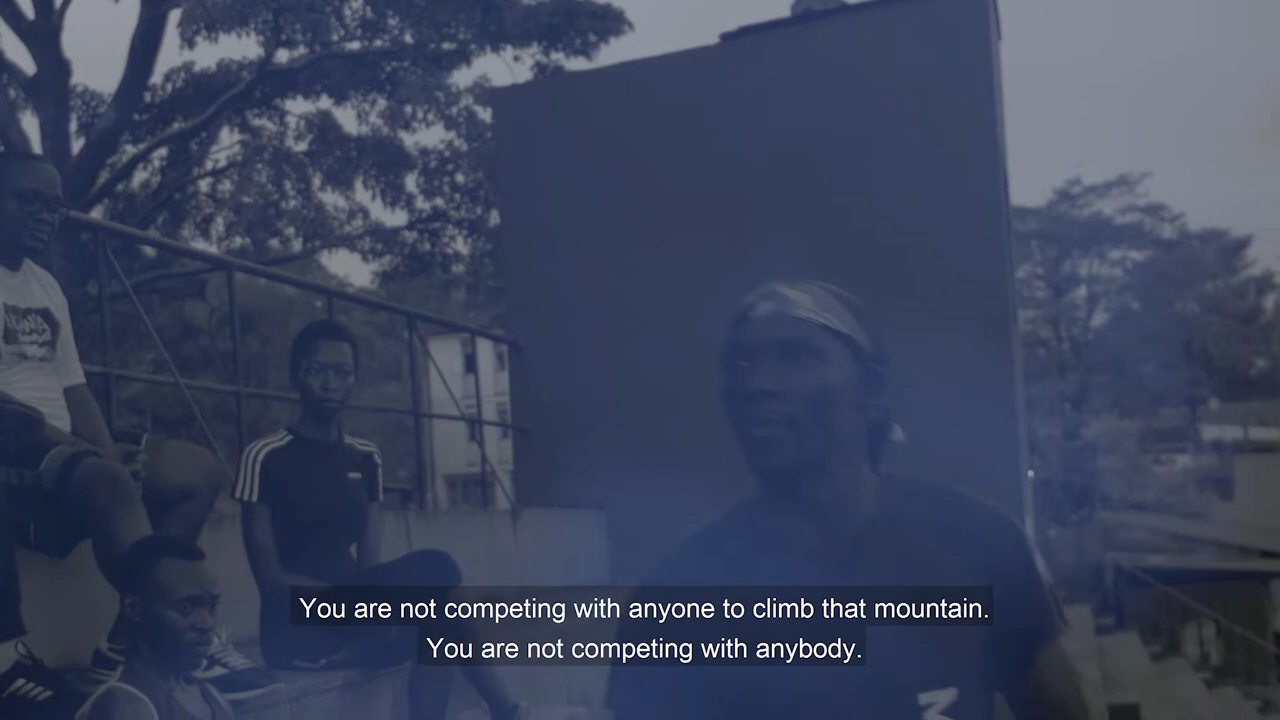 You are not competing with anyone to climb that mountain.
You are not competing with anybody.